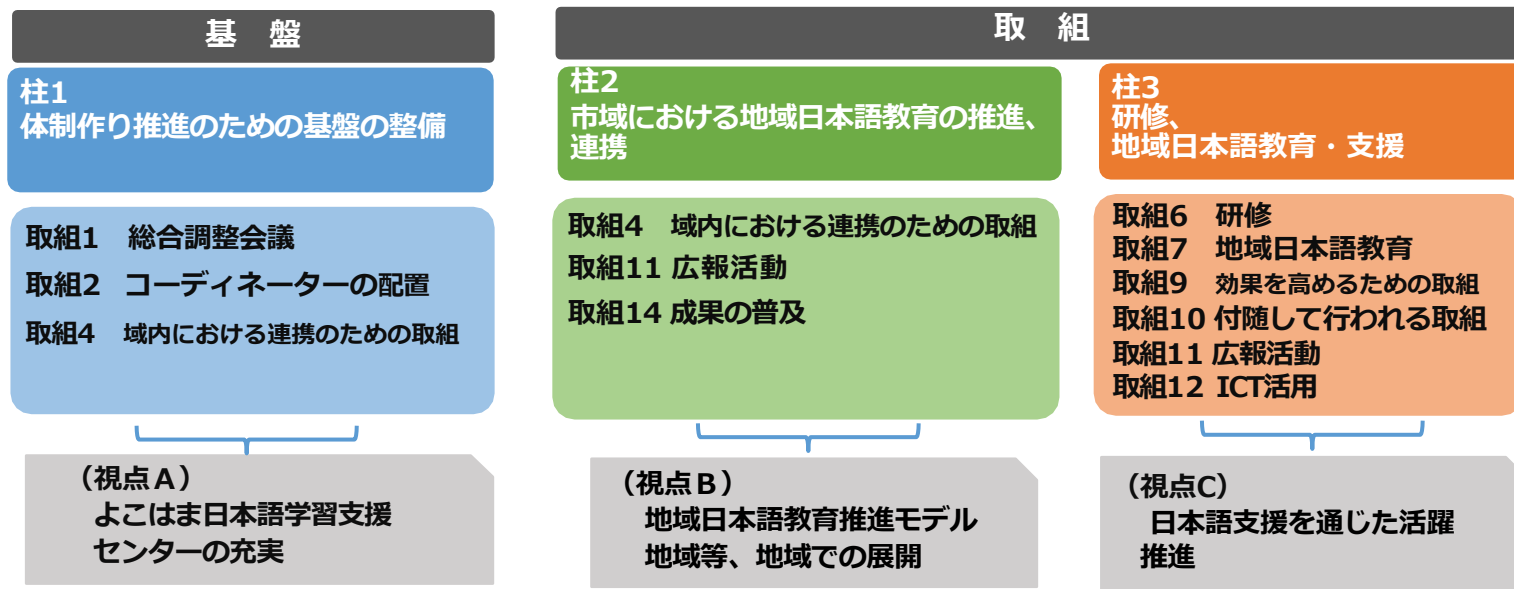 基 盤
柱1
体制作り推進のための基盤の整備
取組1 総合調整会議
取組2 コーディネーターの配置
取組4 域内における連携のための取組
(視点A)
よこはま日本語学習支援
センターの充実
取 組
柱2
市域における地域日本語教育の推進、
連携
取組4 域内における連携のための取組
取組11 広報活動
取組14 成果の普及
(視点B)
地域日本語教育推進モデル
地域等、地域での展開
柱3
研修、
地域日本語教育・支援
取組6 研修
取組7 地域日本語教育
取組9 効果を高めるための取組
取組10 付随して行われる取組
取組11 広報活動
取組12 ICT活用
(視点C)
日本語支援を通じた活躍
推進